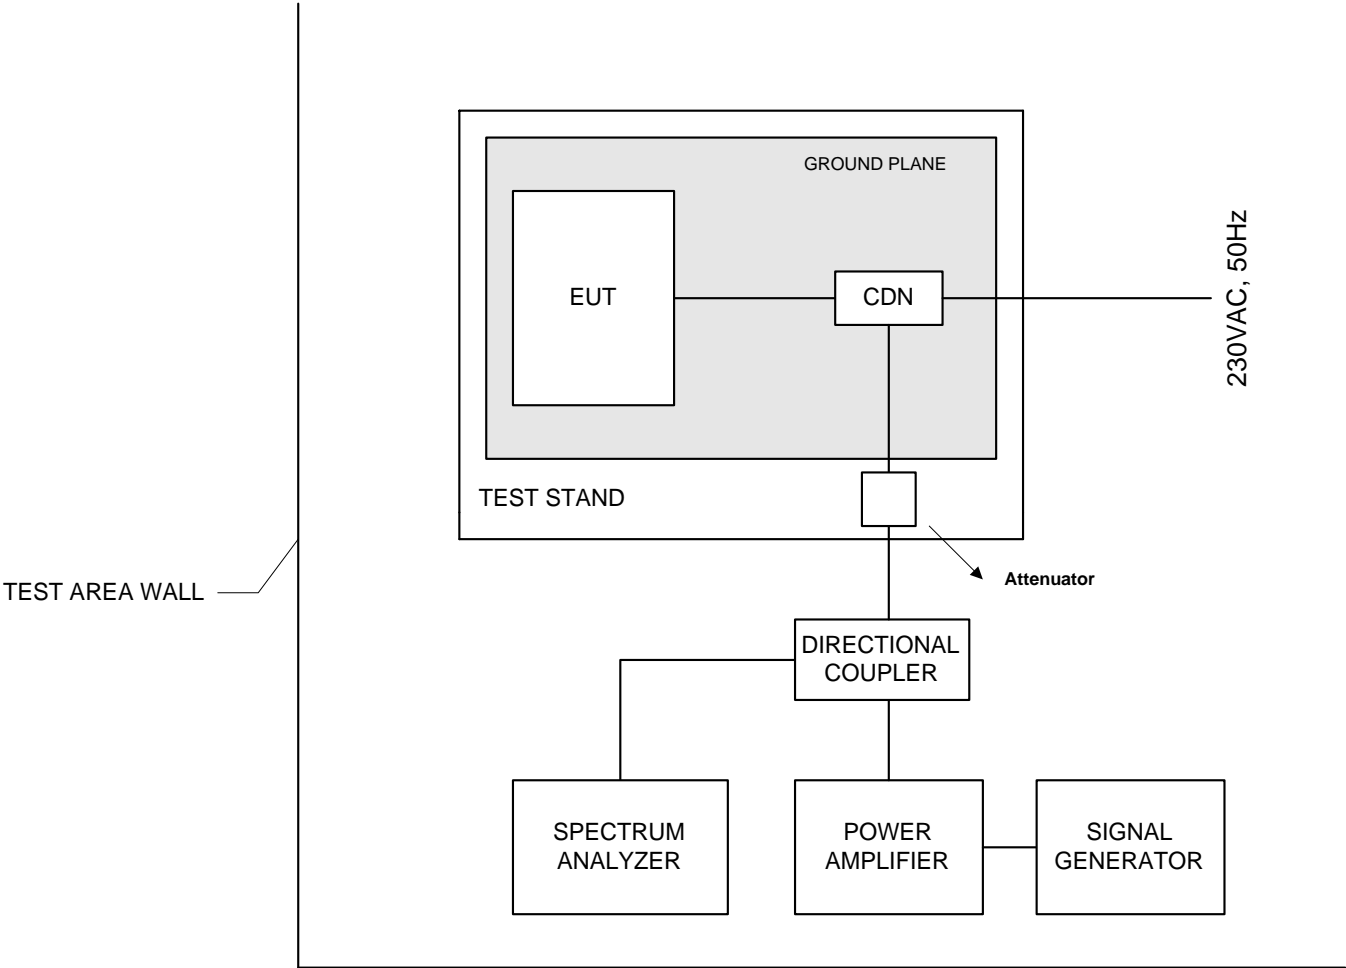 GROUND PLANE
EUT
CDN
230VAC, 50Hz
TEST STAND
Attenuator
TEST AREA WALL
DIRECTIONAL
COUPLER
SPECTRUM
ANALYZER
POWER
AMPLIFIER
SIGNAL
GENERATOR